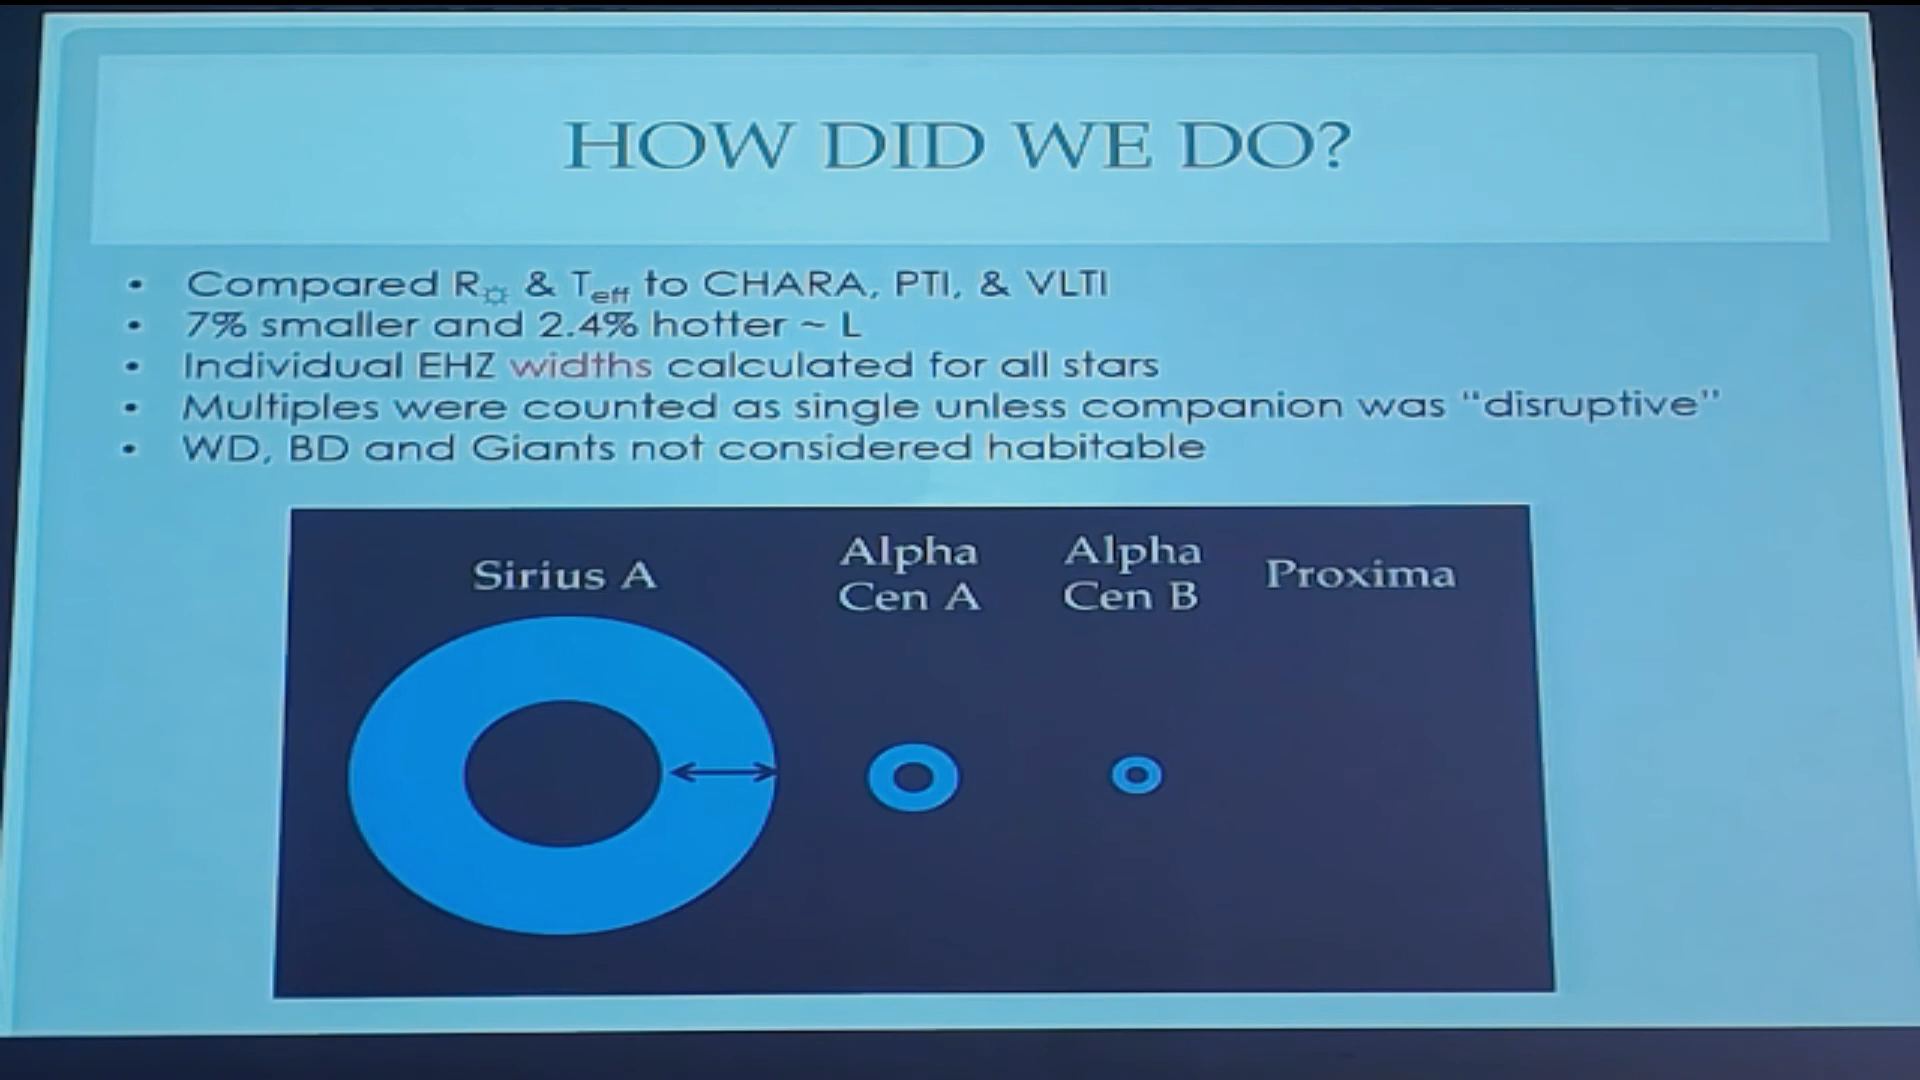 HOW DID WE DO?
• Compared R☼ & Teff to CHARA, PTI, & VLTI
• 7% smaller and 2.4% hotter ~ L
• Individual EHZ widths calculated for all stars
• Multiples were counted as single unless companion was “disruptive”
• WD, BD and Giants not considered habitable
Sirius A
Alpha
Cen A
Alpha
Cen B
Proxima